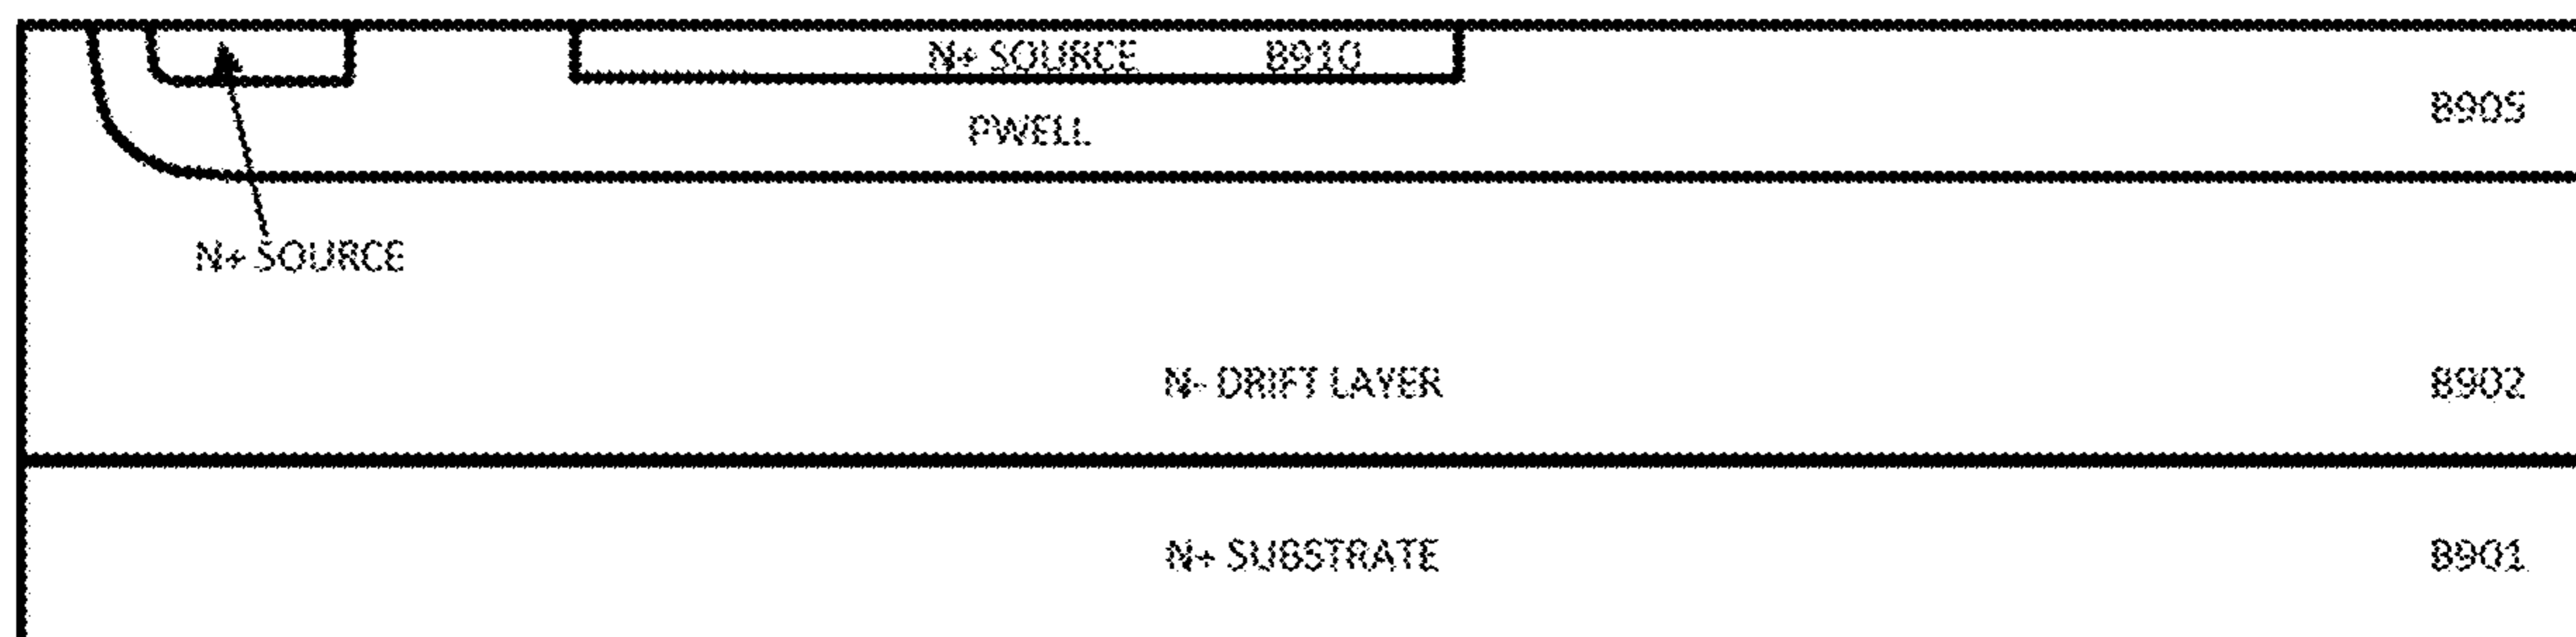 N+ SOURCE B910
B905
PWELL
N+ SOURCE
N- DRIFT LAYER B902
N+ SUBSTRATE B901